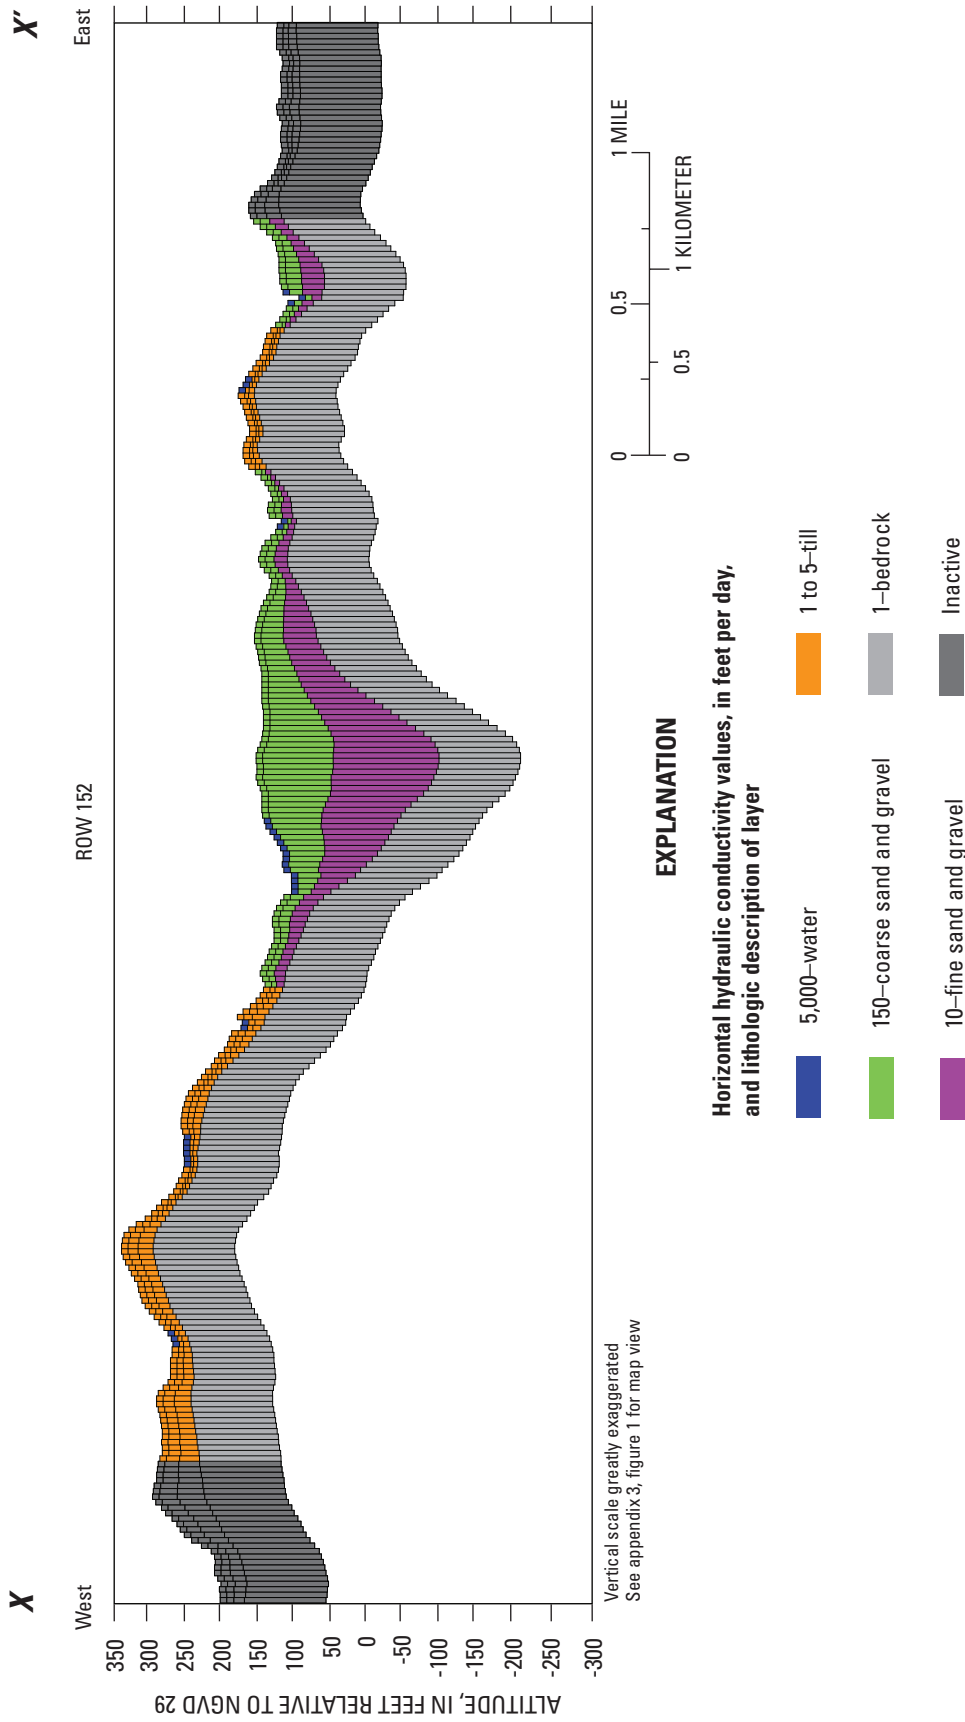 X
X'
West
ROW 152
East
ALTITUDE, IN FEET RELATIVE TO NGVD 29
350
300
250
200
150
100
50
0
-50
-100
-150
-200
-250
-300
Vertical scale greatly exaggerated
See appendix 3, figure 1 for map view
0
0.5
1 MILE
0
0.5
1 KILOMETER
EXPLANATION
Horizontal hydraulic conductivity values, in feet per day,
and lithologic description of layer
5,000–water
1 to 5–till
150–coarse sand and gravel
1–bedrock
10–fine sand and gravel
Inactive